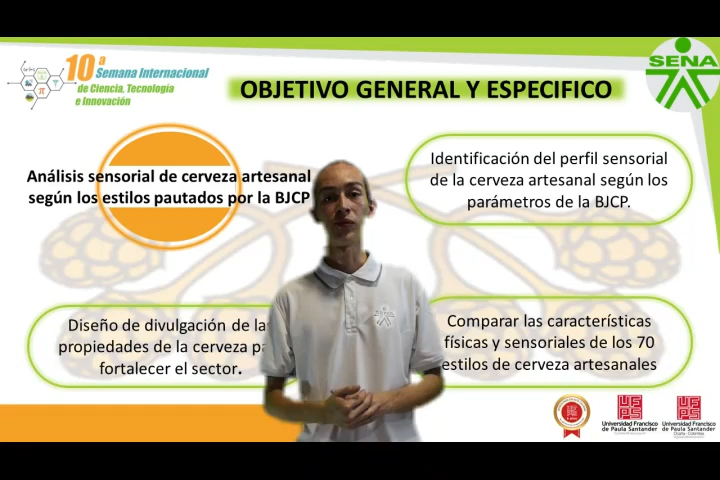 10ª
Semana Internacional
de Ciencia, Tecnología
e Innovación
OBJETIVO GENERAL Y ESPECIFICO
SENA
Análisis sensorial de cerveza artesanal
según los estilos pautados por la BJCP
Identificación del perfil sensorial
de la cerveza artesanal según los
parámetros de la BJCP.
Diseño de divulgación de la
propiedades de la cerveza
fortalecer el sector.
Comparar las características
físicas y sensoriales de los 70
estilos de cerveza artesanales
SENA
Universidad Francisco
de Paula Santander
Universidad Francisco
de Paula Santander